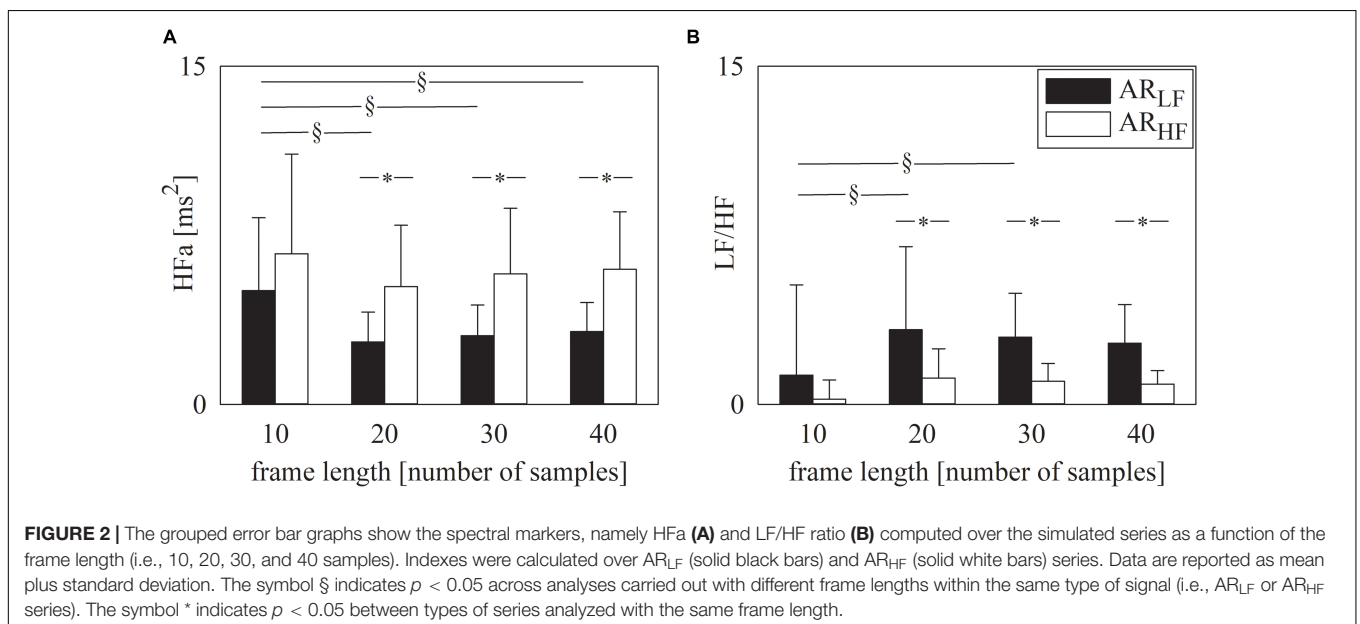 A
15
§
§
§
* * *
HFa [ms²]
0
10 20 30 40
frame length [number of samples]
B
15
AR_LF
AR_HF
§
§
* * *
LF/HF
0
10 20 30 40
frame length [number of samples]
FIGURE 2 | The grouped error bar graphs show the spectral markers, namely HFa (A) and LF/HF ratio (B) computed over the simulated series as a function of the
frame length (i.e., 10, 20, 30, and 40 samples). Indexes were calculated over AR_LF (solid black bars) and AR_HF (solid white bars) series. Data are reported as mean
plus standard deviation. The symbol § indicates p < 0.05 across analyses carried out with different frame lengths within the same type of signal (i.e., AR_LF or AR_HF
series). The symbol * indicates p < 0.05 between types of series analyzed with the same frame length.